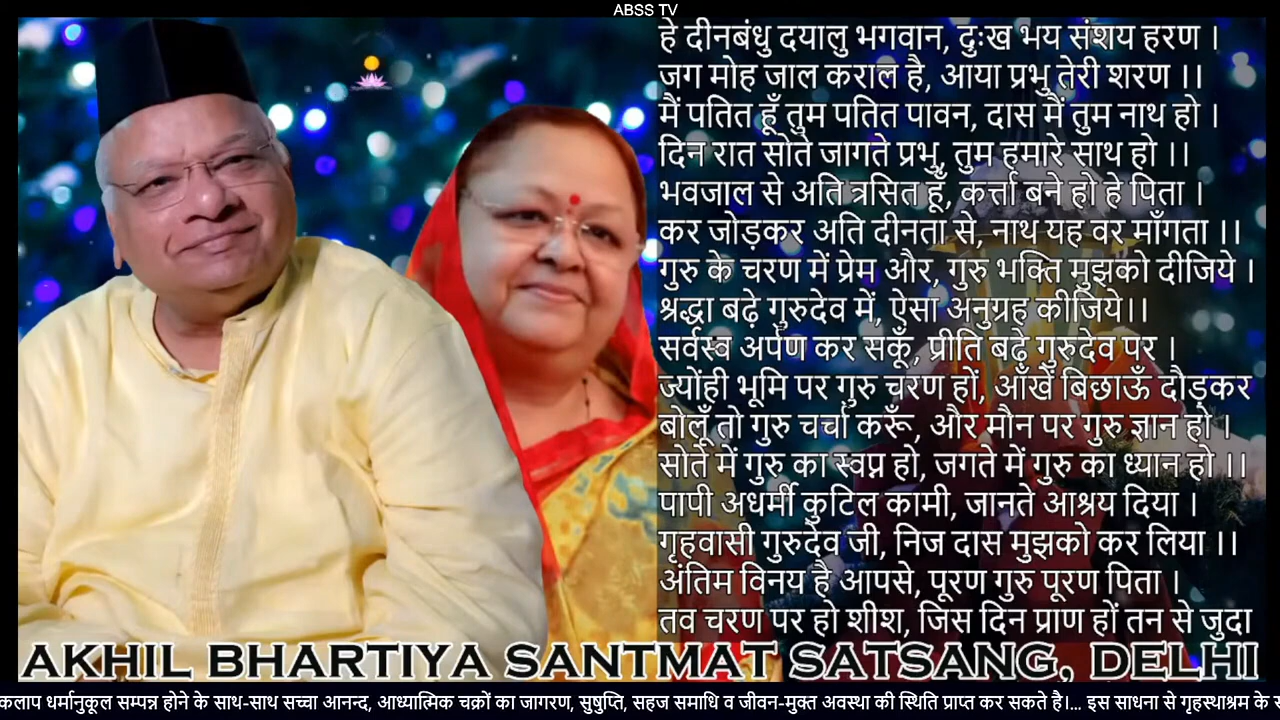 ABSS TV
हे दीनबंधु दयालु भगवान, दुःख भय संशय हरण ।
जग मोह जाल कराल है, आया प्रभु तेरी शरण ।।
मैं पतित हूँ तुम पतित पावन, दास मैं तुम नाथ हो ।
दिन रात सोते जागते प्रभु, तुम हमारे साथ हो ।।
भवजाल से अति त्रसित हूँ, कर्त्ता बने हो हे पिता ।
कर जोड़कर अति दीनता से, नाथ यह वर माँगता ।।
गुरु के चरण में प्रेम और, गुरु भक्ति मुझको दीजिये ।
श्रद्धा बढ़े गुरुदेव में, ऐसा अनुग्रह कीजिये।।
सर्वस्व अर्पण कर सकूँ, प्रीति बढ़े गुरुदेव पर ।
ज्योंही भूमि पर गुरु चरण हों, आँखें बिछाऊँ दौड़कर
बोलूँ तो गुरु चर्चा करूँ, और मौन पर गुरु ज्ञान हो ।
सोते में गुरु का स्वप्न हो, जगते में गुरु का ध्यान हो ।।
पापी अधर्मी कुटिल कामी, जानते आश्रय दिया ।
गृहवासी गुरुदेव जी, निज दास मुझको कर लिया ।।
अंतिम विनय है आपसे, पूरण गुरु पूरण पिता ।
तव चरण पर हो शीश, जिस दिन प्राण हों तन से जुदा
AKHIL BHARTIYA SANTMAT SATSANG, DELHI
कलाप धर्मानुकूल सम्पन्न होने के साथ-साथ सच्चा आनन्द, आध्यात्मिक चक्रों का जागरण, सुषुप्ति, सहज समाधि व जीवन-मुक्त अवस्था की स्थिति प्राप्त कर सकते है।... इस साधना से गृहस्थाश्रम के